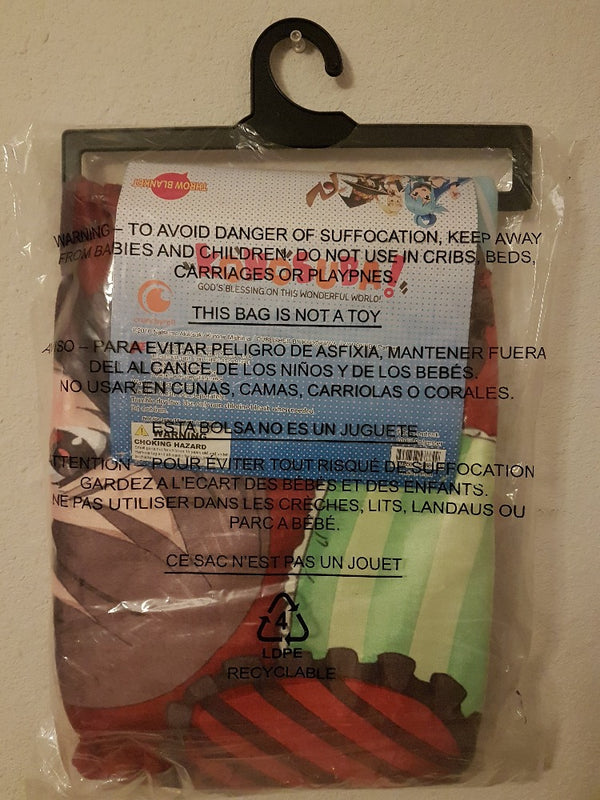 THROW BLANKET
WARNING – TO AVOID DANGER OF SUFFOCATION, KEEP AWAY
FROM BABIES AND CHILDREN. DO NOT USE IN CRIBS, BEDS,
CARRIAGES OR PLAYPNES.
KONOSUBA!
GOD'S BLESSING ON THIS WONDERFUL WORLD!
THIS BAG IS NOT A TOY
AVISO – PARA EVITAR PELIGRO DE ASFIXIA, MANTENER FUERA
DEL ALCANCE DE LOS NIÑOS Y DE LOS BEBÉS.
NO USAR EN CUNAS, CAMAS, CARRIOLAS O CORALES.
ESTA BOLSA NO ES UN JUGUETE
WARNING
CHOKING HAZARD
ATTENTION – POUR EVITER TOUT RISQUE DE SUFFOCATION
GARDEZ A L'ECART DES BÉBÉS ET DES ENFANTS.
NE PAS UTILISER DANS LES CRÈCHES, LITS, LANDAUS OU
PARC A BÉBÉ.
CE SAC N'EST PAS UN JOUET
4
LDPE
RECYCLABLE